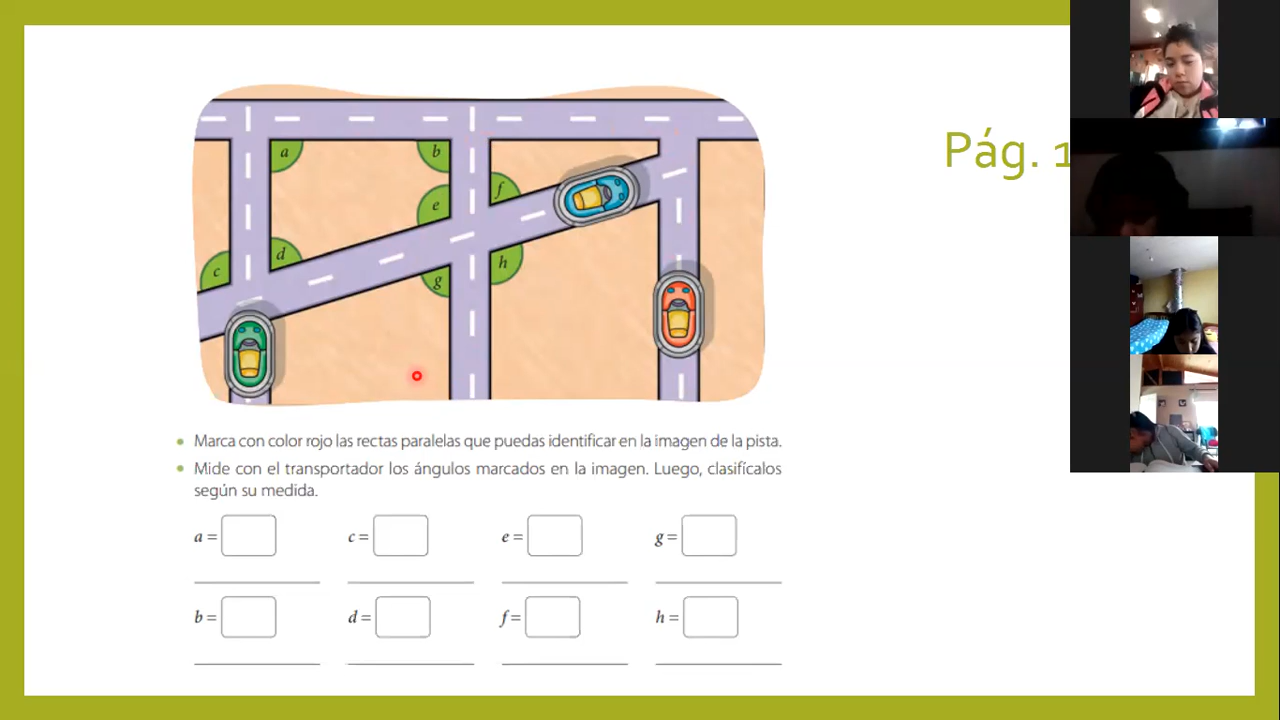 Pág. 1
a
b
e
f
c
d
g
h
• Marca con color rojo las rectas paralelas que puedas identificar en la imagen de la pista.
• Mide con el transportador los ángulos marcados en la imagen. Luego, clasifícalos
según su medida.
a = c = e = g =
b = d = f = h =